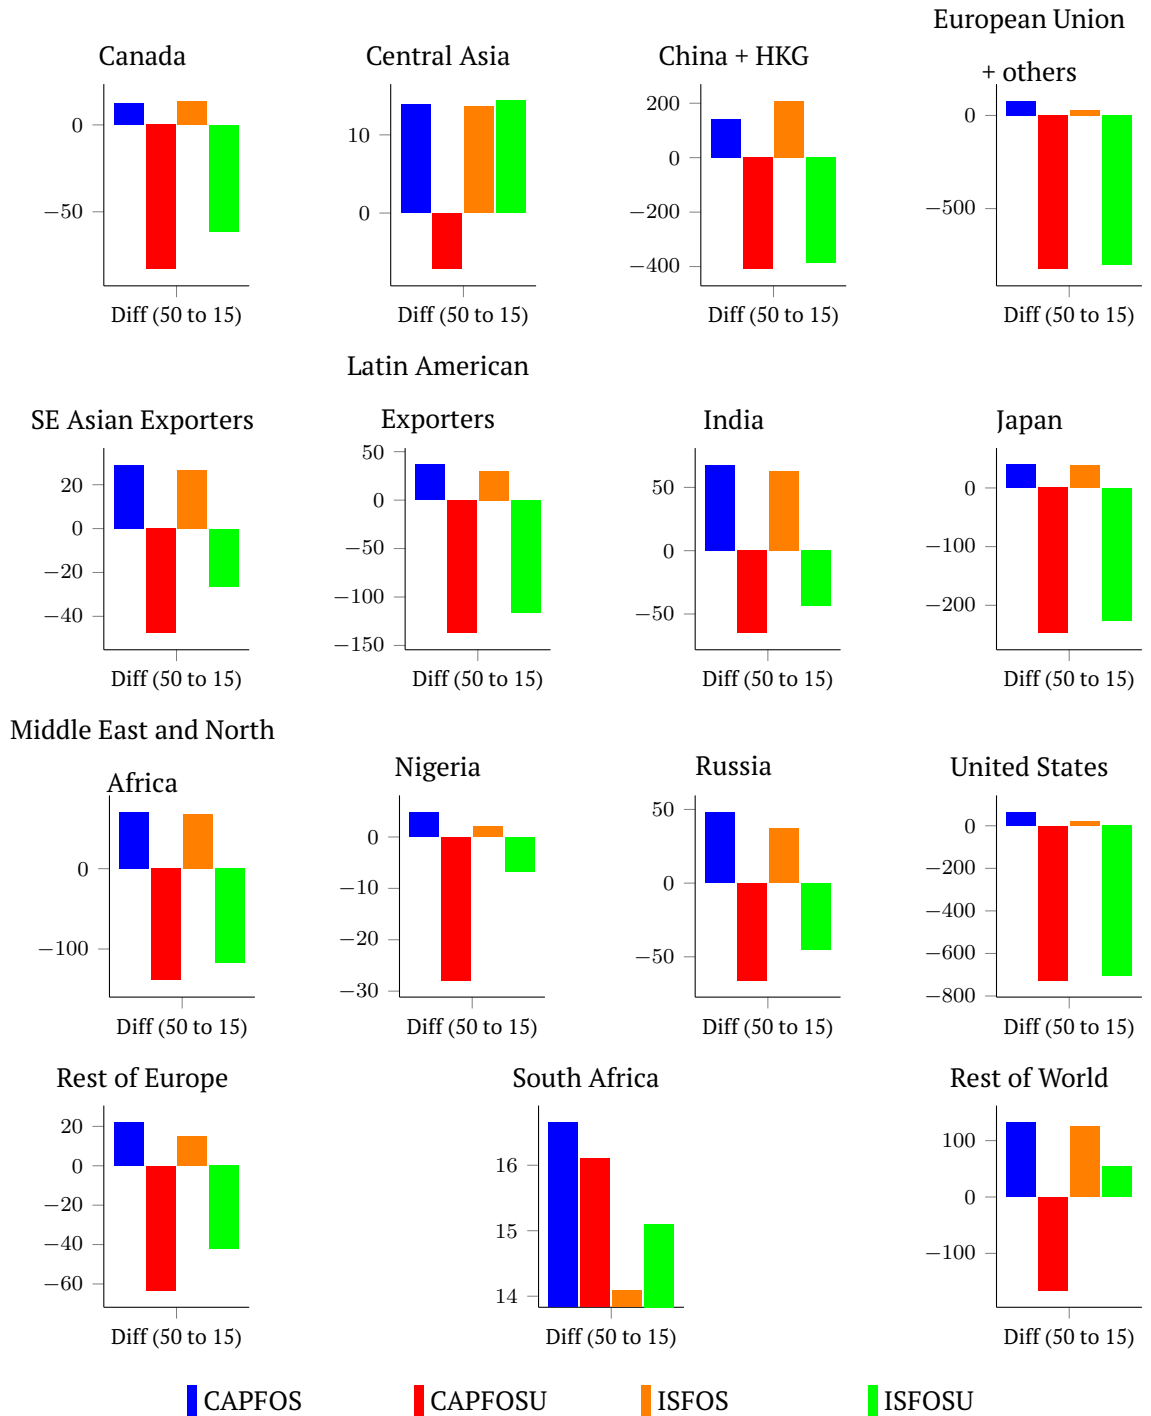 Canada
0
−50
Diff (50 to 15)
Central Asia
10
0
Diff (50 to 15)
China + HKG
200
0
−200
−400
Diff (50 to 15)
European Union
+ others
0
−500
Diff (50 to 15)
SE Asian Exporters
20
0
−20
−40
Diff (50 to 15)
Latin American
Exporters
50
0
−50
−100
−150
Diff (50 to 15)
India
50
0
−50
Diff (50 to 15)
Japan
0
−100
−200
Diff (50 to 15)
Middle East and North
Africa
0
−100
Diff (50 to 15)
Nigeria
0
−10
−20
−30
Diff (50 to 15)
Russia
50
0
−50
Diff (50 to 15)
United States
0
−200
−400
−600
−800
Diff (50 to 15)
Rest of Europe
20
0
−20
−40
−60
Diff (50 to 15)
South Africa
16
15
14
Diff (50 to 15)
Rest of World
100
0
−100
Diff (50 to 15)
CAPFOS
CAPFOSU
ISFOS
ISFOSU